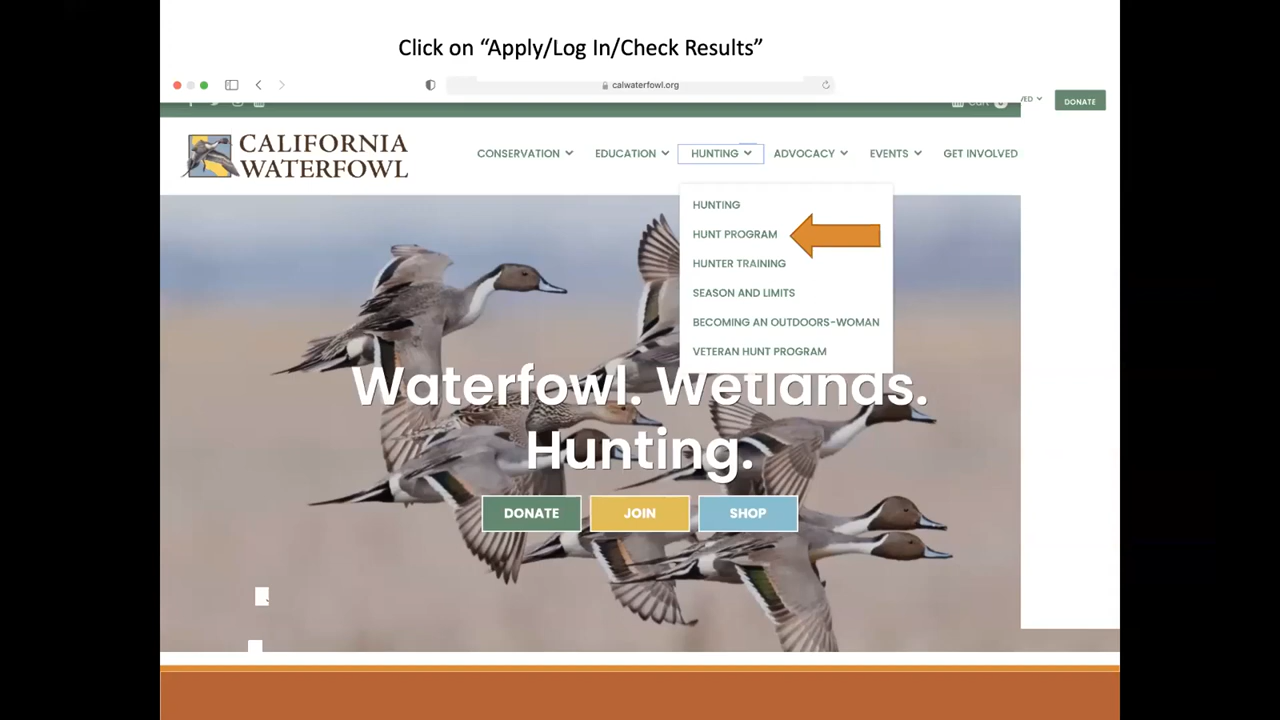 Click on “Apply/Log In/Check Results”
calwaterfowl.org
Cart
VED
DONATE
CALIFORNIA
WATERFOWL
CONSERVATION
EDUCATION
HUNTING
ADVOCACY
EVENTS
GET INVOLVED
HUNTING
HUNT PROGRAM
HUNTER TRAINING
SEASON AND LIMITS
BECOMING AN OUTDOORS-WOMAN
VETERAN HUNT PROGRAM
Waterfowl. Wetlands.
Hunting.
DONATE
JOIN
SHOP